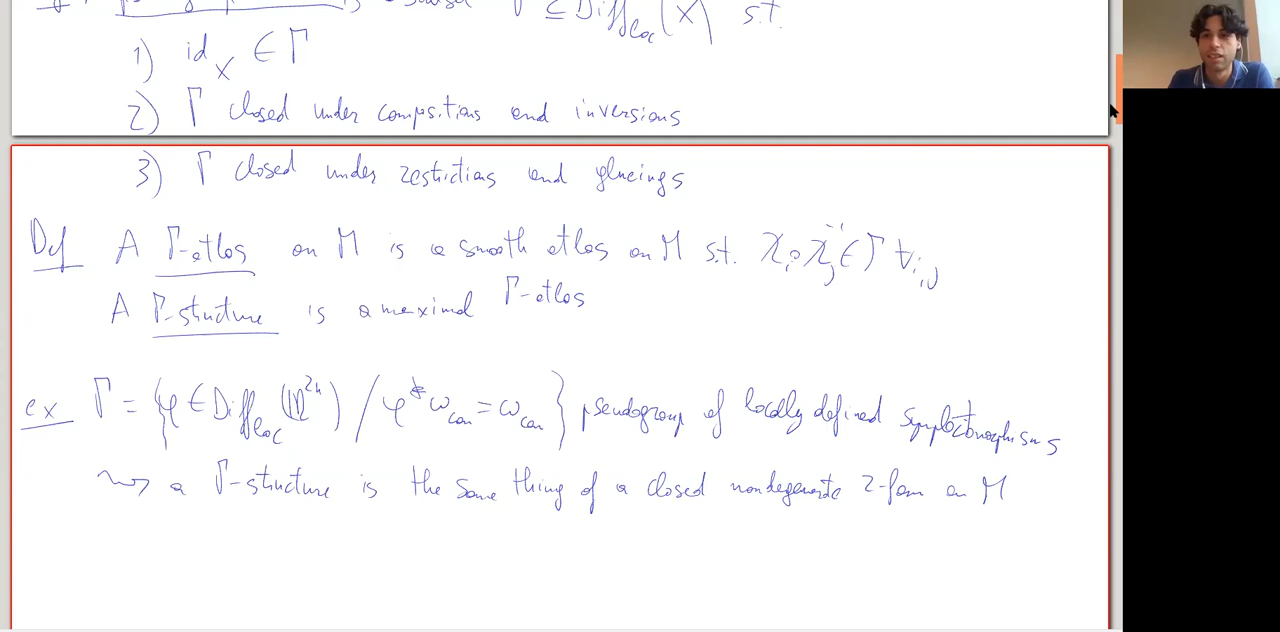 Γ ⊆ Diff_loc(X) s.t.
1) id_X ∈ Γ
2) Γ closed under compositions and inversions
3) Γ closed under restrictions and glueings
Def A Γ-atlas on M is a smooth atlas on M s.t. χ_i ∘ χ_j^{-1} ∈ Γ ∀ i,j
A Γ-structure is a maximal Γ-atlas
ex Γ = {φ ∈ Diff_loc(ℝ^{2n}) / φ* ω_can = ω_can} pseudogroup of locally defined symplectomorphisms
⇝ a Γ-structure is the same thing of a closed nondegenerate 2-form on M